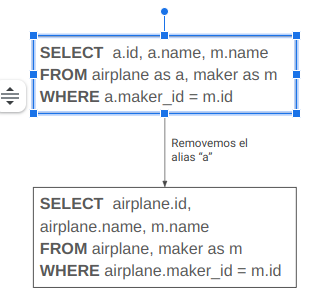 SELECT  a.id, a.name, m.name
FROM airplane as a, maker as m
WHERE a.maker_id = m.id
Removemos el
alias “a”
SELECT  airplane.id,
airplane.name, m.name
FROM airplane, maker as m
WHERE airplane.maker_id = m.id